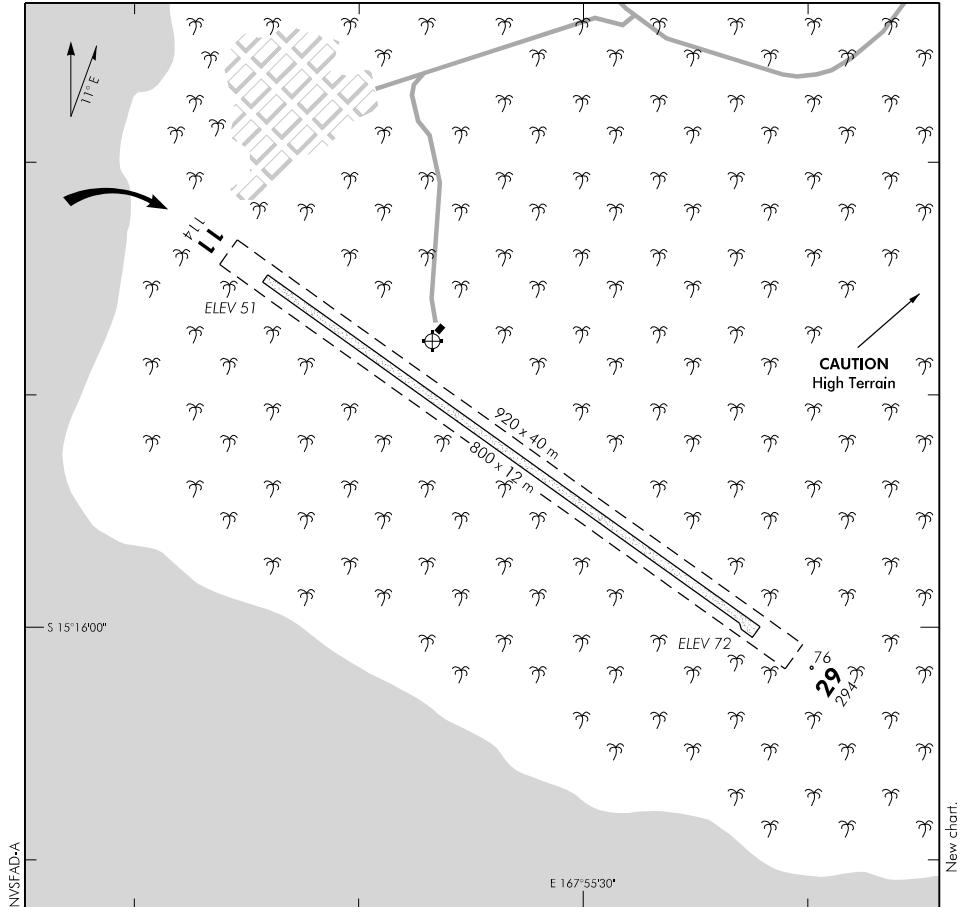 11° E
11
114
ELEV 51
CAUTION
High Terrain
920 x 40 m
800 x 12 m
S 15°16'00"
ELEV 72
76
29
294
E 167°55'30"
NVSFAD-A
New chart.